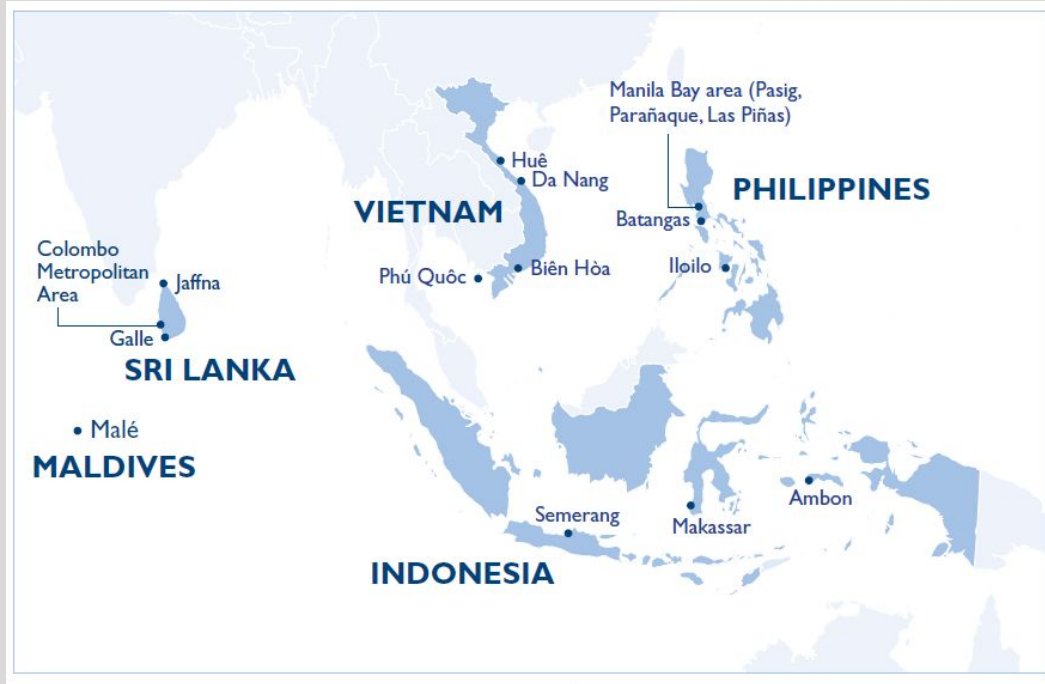 Manila Bay area (Pasig,
Parañaque, Las Piñas)
Huê
Da Nang
PHILIPPINES
VIETNAM
Batangas
Colombo
Metropolitan
Area
Jaffna
Phú Quôc
Biên Hòa
Iloilo
Galle
SRI LANKA
Malé
MALDIVES
Ambon
Semerang
Makassar
INDONESIA